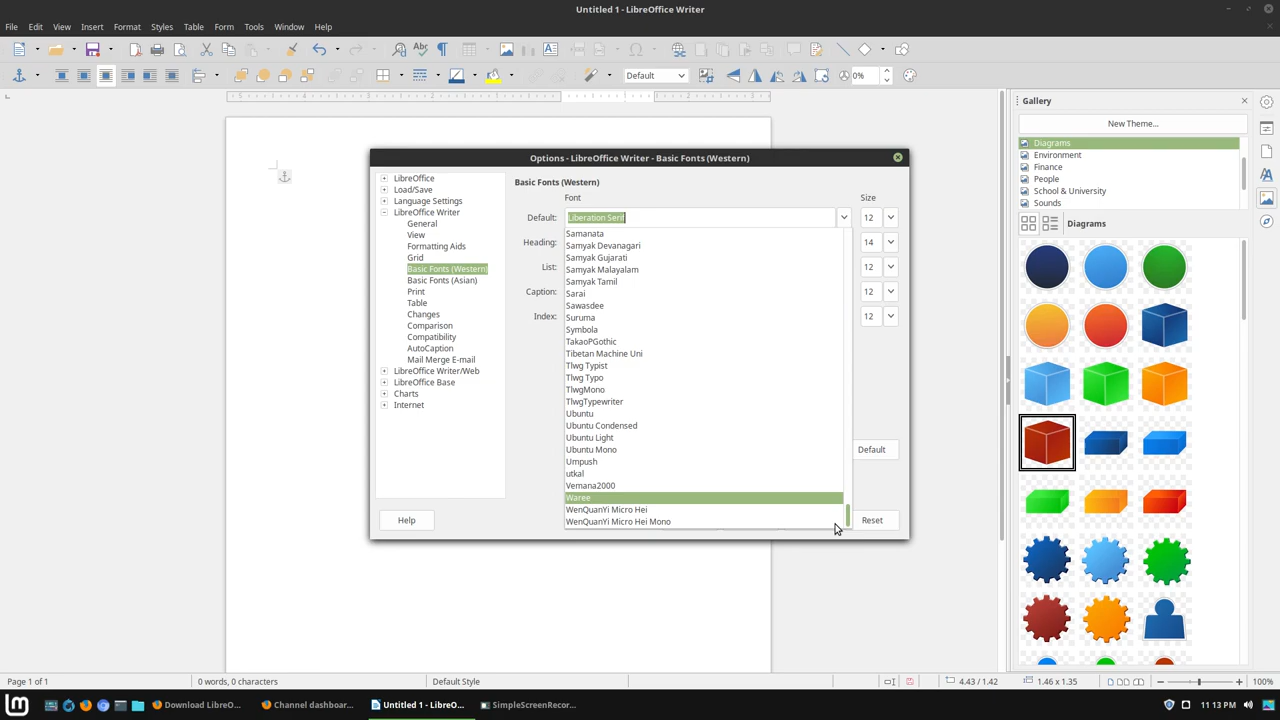 Untitled 1 - LibreOffice Writer
File Edit View Insert Format Styles Table Form Tools Window Help
Default 0%
Gallery
New Theme...
Diagrams
Environment
Finance
People
School & University
Sounds
Diagrams
Options - LibreOffice Writer - Basic Fonts (Western)
LibreOffice
Load/Save
Language Settings
LibreOffice Writer
General
View
Formatting Aids
Grid
Basic Fonts (Western)
Basic Fonts (Asian)
Print
Table
Changes
Comparison
Compatibility
AutoCaption
Mail Merge E-mail
LibreOffice Writer/Web
LibreOffice Base
Charts
Internet
Basic Fonts (Western)
Font Size
Default: Liberation Serif 12
Heading: 14
List: 12
Caption: 12
Index: 12
Samanata
Samyak Devanagari
Samyak Gujarati
Samyak Malayalam
Samyak Tamil
Sarai
Sawasdee
Suruma
Symbola
TakaoPGothic
Tibetan Machine Uni
Tlwg Typist
Tlwg Typo
TlwgMono
TlwgTypewriter
Ubuntu
Ubuntu Condensed
Ubuntu Light
Ubuntu Mono
Umpush
utkal
Vemana2000
Waree
WenQuanYi Micro Hei
WenQuanYi Micro Hei Mono
Default
Help Reset
Page 1 of 1 0 words, 0 characters Default Style 4.43 / 1.42 1.46 x 1.35 100%
Download LibreO... Channel dashboar... Untitled 1 - LibreO... SimpleScreenRecor... 11:13 PM